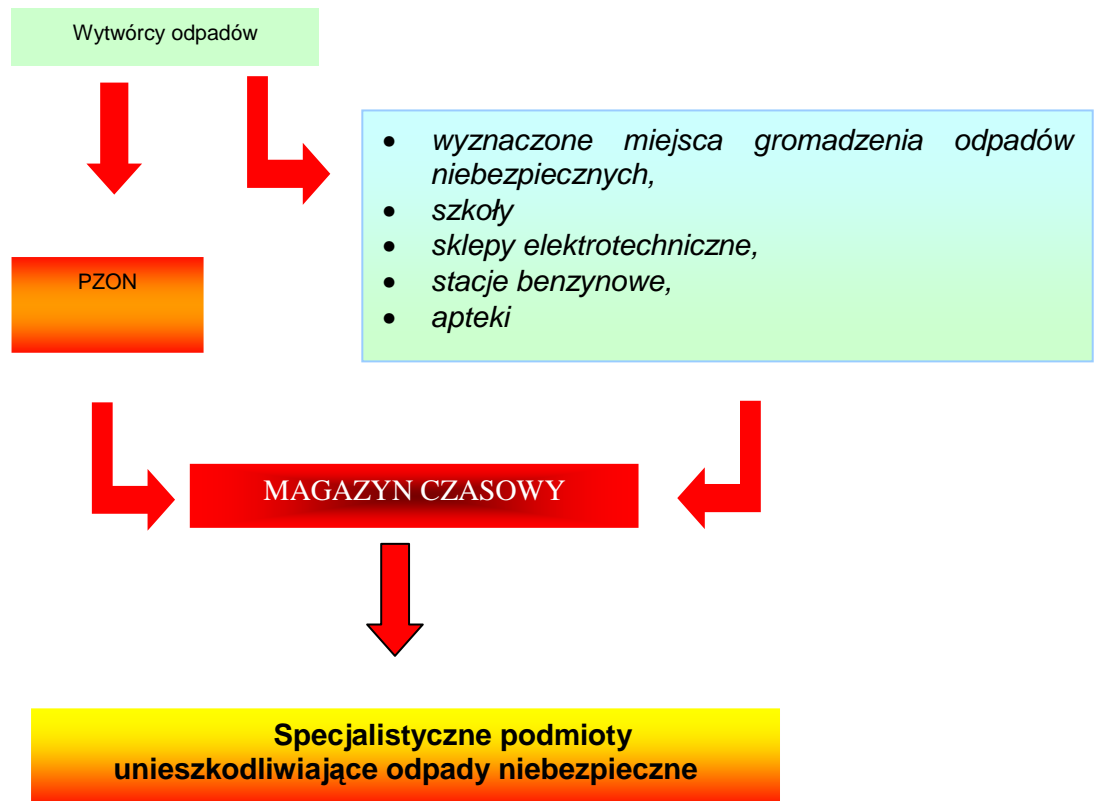 Wytwórcy odpadów
• wyznaczone miejsca gromadzenia odpadów
niebezpiecznych,
• szkoły
• sklepy elektrotechniczne,
• stacje benzynowe,
• apteki
PZON
MAGAZYN CZASOWY
Specjalistyczne podmioty
unieszkodliwiające odpady niebezpieczne